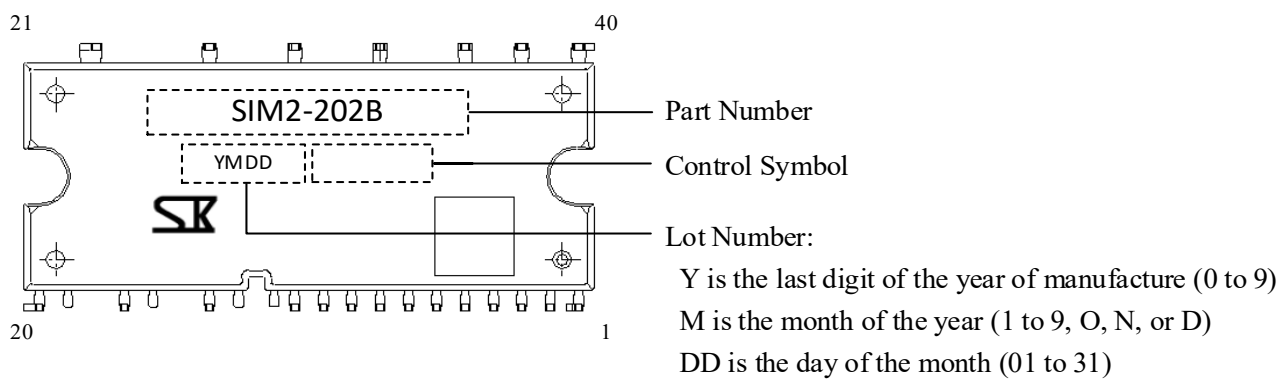 21
40
SIM2-202B
Part Number
YMDD
Control Symbol
SK
Lot Number:
Y is the last digit of the year of manufacture (0 to 9)
M is the month of the year (1 to 9, O, N, or D)
20
1
DD is the day of the month (01 to 31)